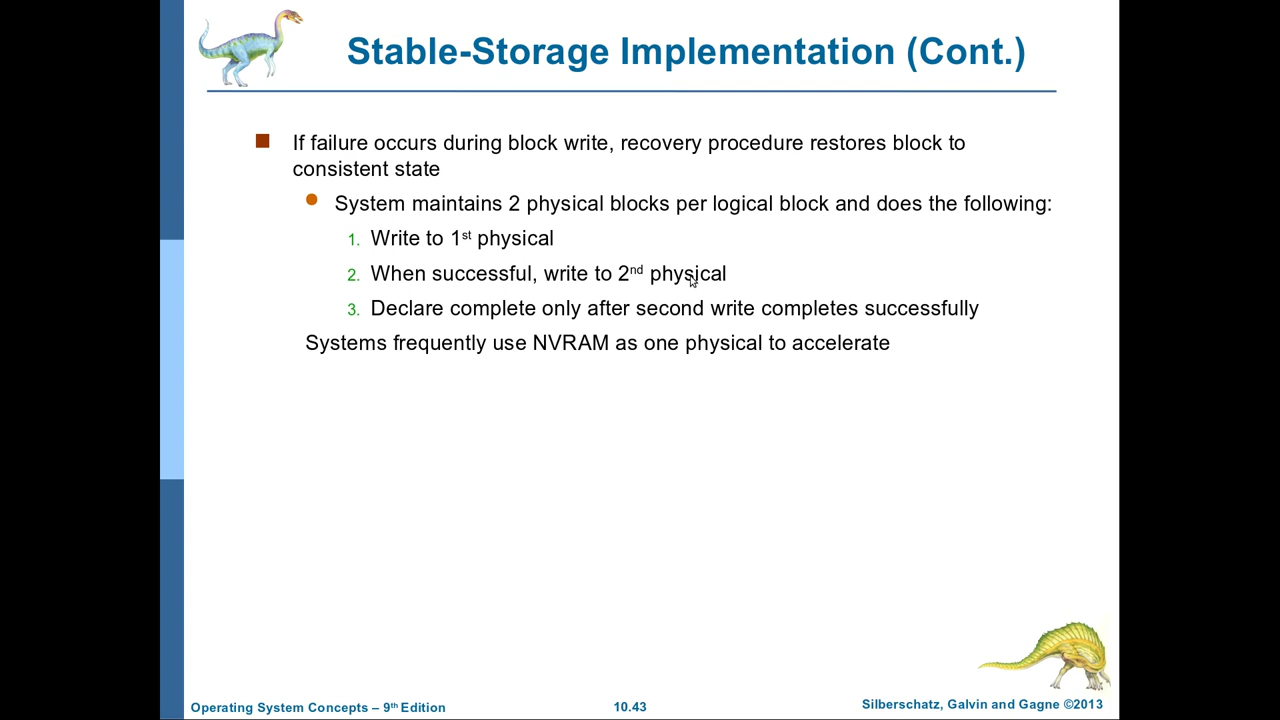 Stable-Storage Implementation (Cont.)
If failure occurs during block write, recovery procedure restores block to
consistent state
System maintains 2 physical blocks per logical block and does the following:
1. Write to 1st physical
2. When successful, write to 2nd physical
3. Declare complete only after second write completes successfully
Systems frequently use NVRAM as one physical to accelerate
Operating System Concepts – 9th Edition
10.43
Silberschatz, Galvin and Gagne ©2013